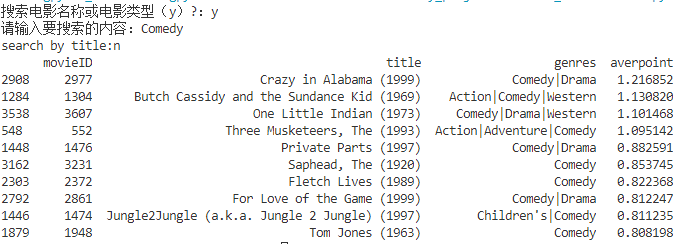 搜索电影名称或电影类型（y）?：y
请输入要搜索的内容：Comedy
search by title:n
movieID title genres averpoint
2908 2977 Crazy in Alabama (1999) Comedy|Drama 1.216852
1284 1304 Butch Cassidy and the Sundance Kid (1969) Action|Comedy|Western 1.130820
3538 3607 One Little Indian (1973) Comedy|Drama|Western 1.101468
548 552 Three Musketeers, The (1993) Action|Adventure|Comedy 1.095142
1448 1476 Private Parts (1997) Comedy|Drama 0.882591
3162 3231 Saphead, The (1920) Comedy 0.853745
2303 2372 Fletch Lives (1989) Comedy 0.822368
2792 2861 For Love of the Game (1999) Comedy|Drama 0.812247
1446 1474 Jungle2Jungle (a.k.a. Jungle 2 Jungle) (1997) Children's|Comedy 0.811235
1879 1948 Tom Jones (1963) Comedy 0.808198